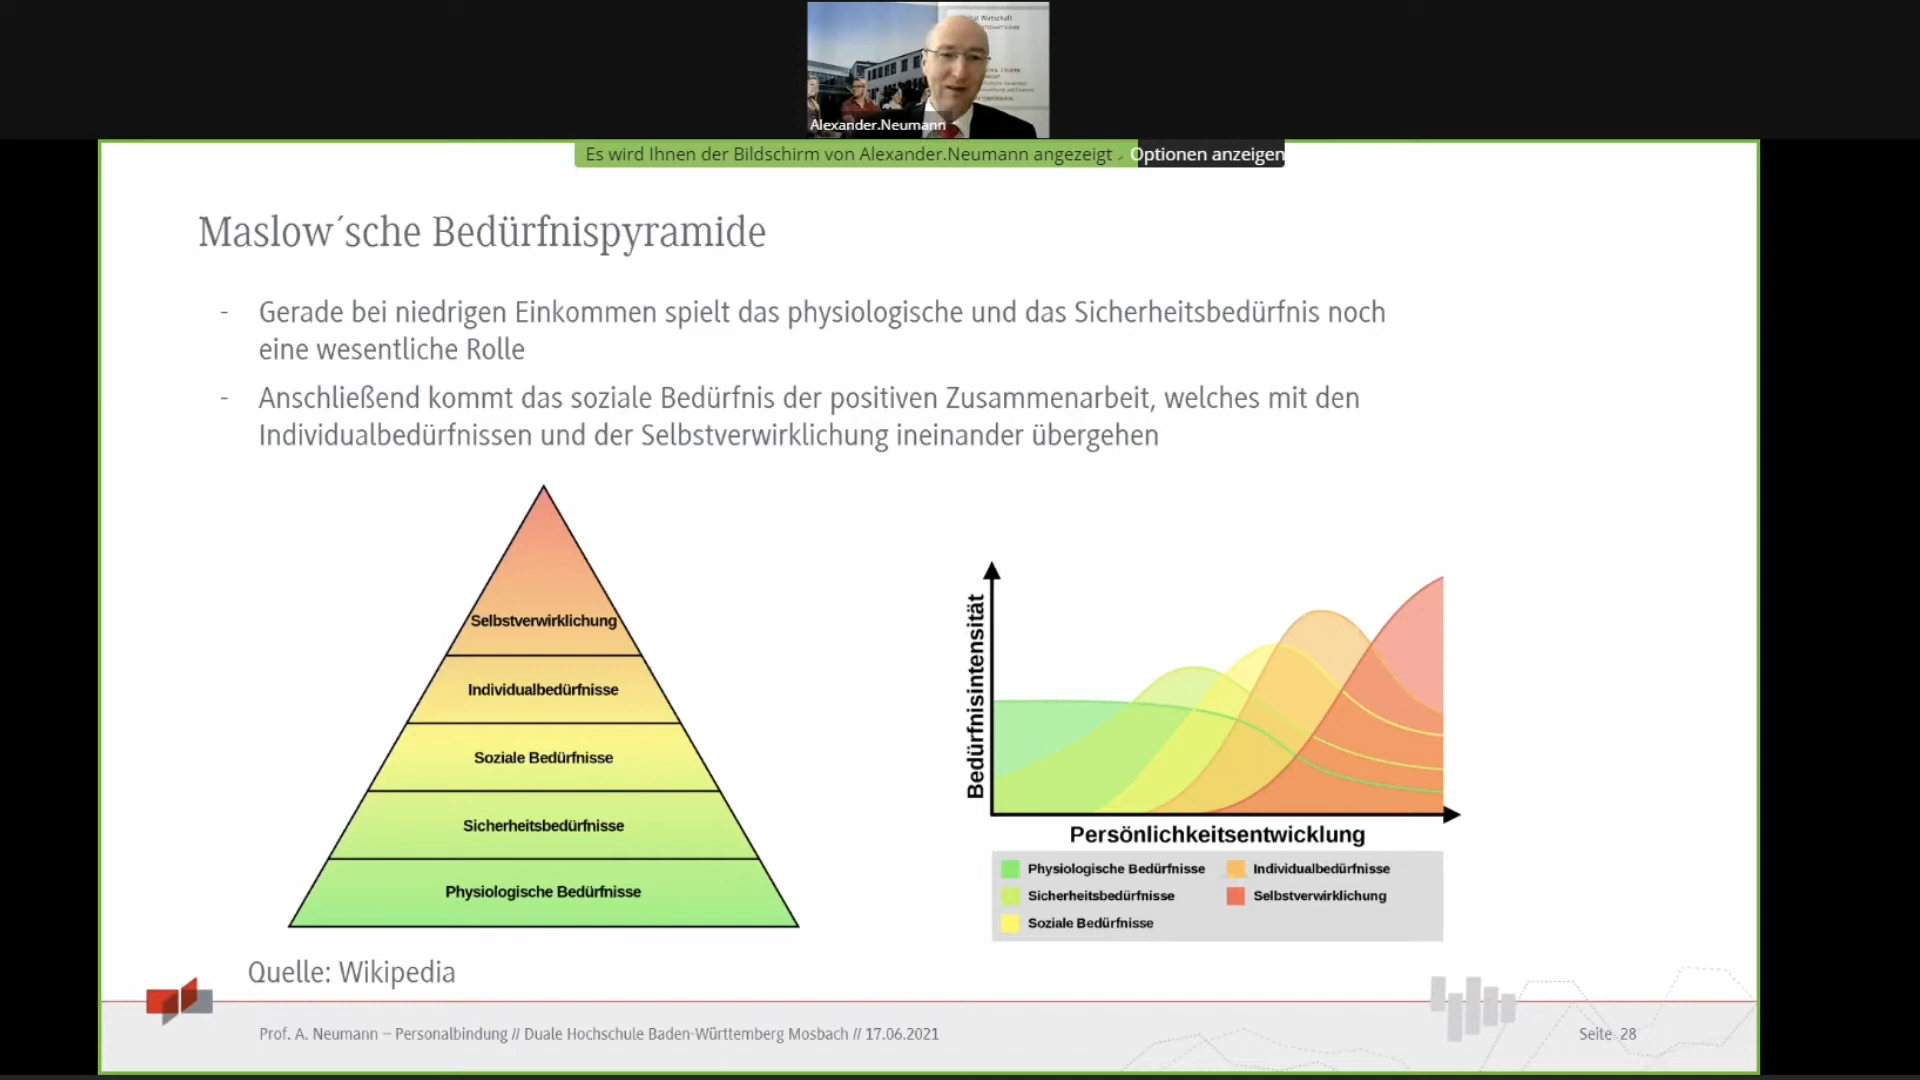 Alexander.Neumann
Es wird Ihnen der Bildschirm von Alexander.Neumann angezeigt
Optionen anzeigen
Maslow´sche Bedürfnispyramide
- Gerade bei niedrigen Einkommen spielt das physiologische und das Sicherheitsbedürfnis noch
eine wesentliche Rolle
- Anschließend kommt das soziale Bedürfnis der positiven Zusammenarbeit, welches mit den
Individualbedürfnissen und der Selbstverwirklichung ineinander übergehen
Selbstverwirklichung
Individualbedürfnisse
Soziale Bedürfnisse
Sicherheitsbedürfnisse
Physiologische Bedürfnisse
Bedürfnisintensität
Persönlichkeitsentwicklung
Physiologische Bedürfnisse
Sicherheitsbedürfnisse
Soziale Bedürfnisse
Individualbedürfnisse
Selbstverwirklichung
Quelle: Wikipedia
Prof. A. Neumann – Personalbindung // Duale Hochschule Baden-Württemberg Mosbach // 17.06.2021
Seite 28